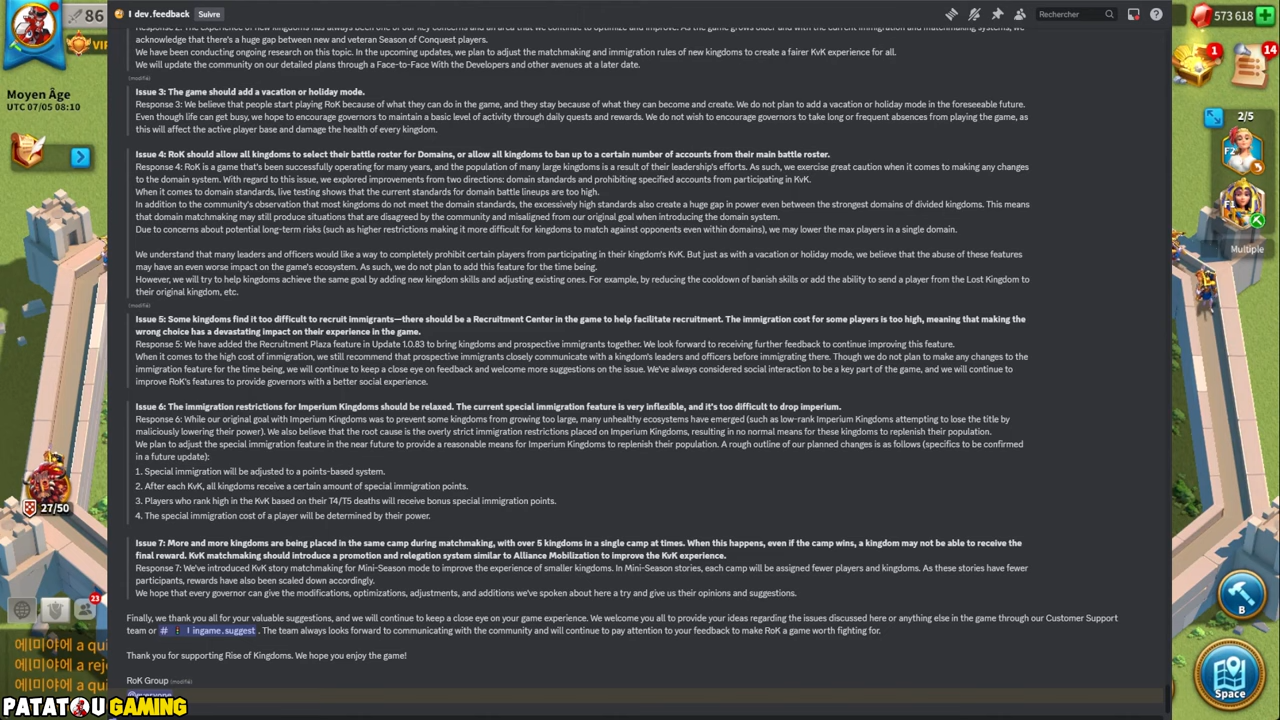 ! dev.feedback Suivre
Rechercher
86
VIP
573 618
1
14
Moyen Âge
UTC 07/05 08:10
2/5
F2
F1
Multiple
acknowledge that there's a huge gap between new and veteran Season of Conquest players.
We have been conducting ongoing research on this topic. In the upcoming updates, we plan to adjust the matchmaking and immigration rules of new kingdoms to create a fairer KvK experience for all.
We will update the community on our detailed plans through a Face-to-Face With the Developers and other avenues at a later date.
(modifié)
Issue 3: The game should add a vacation or holiday mode.
Response 3: We believe that people start playing RoK because of what they can do in the game, and they stay because of what they can become and create. We do not plan to add a vacation or holiday mode in the foreseeable future.
Even though life can get busy, we hope to encourage governors to maintain a basic level of activity through daily quests and rewards. We do not wish to encourage governors to take long or frequent absences from playing the game, as
this will affect the active player base and damage the health of every kingdom.
Issue 4: RoK should allow all kingdoms to select their battle roster for Domains, or allow all kingdoms to ban up to a certain number of accounts from their main battle roster.
Response 4: RoK is a game that's been successfully operating for many years, and the population of many large kingdoms is a result of their leadership's efforts. As such, we exercise great caution when it comes to making any changes
to the domain system. With regard to this issue, we explored improvements from two directions: domain standards and prohibiting specified accounts from participating in KvK.
When it comes to domain standards, live testing shows that the current standards for domain battle lineups are too high.
In addition to the community's observation that most kingdoms do not meet the domain standards, the excessively high standards also create a huge gap in power even between the strongest domains of divided kingdoms. This means
that domain matchmaking may still produce situations that are disagreed by the community and misaligned from our original goal when introducing the domain system.
Due to concerns about potential long-term risks (such as higher restrictions making it more difficult for kingdoms to match against opponents even within domains), we may lower the max players in a single domain.
We understand that many leaders and officers would like a way to completely prohibit certain players from participating in their kingdom's KvK. But just as with a vacation or holiday mode, we believe that the abuse of these features
may have an even worse impact on the game's ecosystem. As such, we do not plan to add this feature for the time being.
However, we will try to help kingdoms achieve the same goal by adding new kingdom skills and adjusting existing ones. For example, by reducing the cooldown of banish skills or add the ability to send a player from the Lost Kingdom to
their original kingdom, etc.
(modifié)
Issue 5: Some kingdoms find it too difficult to recruit immigrants—there should be a Recruitment Center in the game to help facilitate recruitment. The immigration cost for some players is too high, meaning that making the
wrong choice has a devastating impact on their experience in the game.
Response 5: We have added the Recruitment Plaza feature in Update 1.0.83 to bring kingdoms and prospective immigrants together. We look forward to receiving further feedback to continue improving this feature.
When it comes to the high cost of immigration, we still recommend that prospective immigrants closely communicate with a kingdom's leaders and officers before immigrating there. Though we do not plan to make any changes to the
immigration feature for the time being, we will continue to keep a close eye on feedback and welcome more suggestions on the issue. We've always considered social interaction to be a key part of the game, and we will continue to
improve RoK's features to provide governors with a better social experience.
Issue 6: The immigration restrictions for Imperium Kingdoms should be relaxed. The current special immigration feature is very inflexible, and it's too difficult to drop imperium.
Response 6: While our original goal with Imperium Kingdoms was to prevent some kingdoms from growing too large, many unhealthy ecosystems have emerged (such as low-rank Imperium Kingdoms attempting to lose the title by
maliciously lowering their power). We also believe that the root cause is the overly strict immigration restrictions placed on Imperium Kingdoms, resulting in no normal means for these kingdoms to replenish their population.
We plan to adjust the special immigration feature in the near future to provide a reasonable means for Imperium Kingdoms to replenish their population. A rough outline of our planned changes is as follows (specifics to be confirmed
in a future update):
1. Special immigration will be adjusted to a points-based system.
2. After each KvK, all kingdoms receive a certain amount of special immigration points.
3. Players who rank high in the KvK based on their T4/T5 deaths will receive bonus special immigration points.
4. The special immigration cost of a player will be determined by their power.
27/50
Issue 7: More and more kingdoms are being placed in the same camp during matchmaking, with over 5 kingdoms in a single camp at times. When this happens, even if the camp wins, a kingdom may not be able to receive the
final reward. KvK matchmaking should introduce a promotion and relegation system similar to Alliance Mobilization to improve the KvK experience.
Response 7: We've introduced KvK story matchmaking for Mini-Season mode to improve the experience of smaller kingdoms. In Mini-Season stories, each camp will be assigned fewer players and kingdoms. As these stories have fewer
participants, rewards have also been scaled down accordingly.
We hope that every governor can give the modifications, optimizations, adjustments, and additions we've spoken about here a try and give us their opinions and suggestions.
Finally, we thank you all for your valuable suggestions, and we will continue to keep a close eye on your game experience. We welcome you all to provide your ideas regarding the issues discussed here or anything else in the game through our Customer Support
team or # ! ingame.suggest . The team always looks forward to communicating with the community and will continue to pay attention to your feedback to make RoK a game worth fighting for.
Thank you for supporting Rise of Kingdoms. We hope you enjoy the game!
RoK Group (modifié)
@everyone
23
B
Space
에[미야에 a qui
에[미야에 a rejo
에[미야에 a qui
PATATOU GAMING